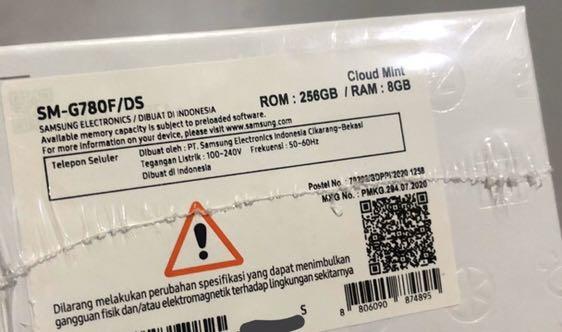 SM-G780F/DS
Cloud Mint
ROM : 256GB / RAM : 8GB
SAMSUNG ELECTRONICS / DIBUAT DI INDONESIA
Available memory capacity is subject to preloaded software.
For more information on your device, please visit www.samsung.com
Telepon Seluler
Dibuat oleh : PT. Samsung Electronics Indonesia Cikarang-Bekasi
Tegangan Listrik : 100-240V Frekuensi : 50-60Hz
Dibuat di Indonesia
Postel No : /SDPPI/2020 1258
MKG No. : PMKG.294.07.2020
Dilarang melakukan perubahan spesifikasi yang dapat menimbulkan
gangguan fisik dan/atau elektromagnetik terhadap lingkungan sekitarnya
S
8 806090 874895